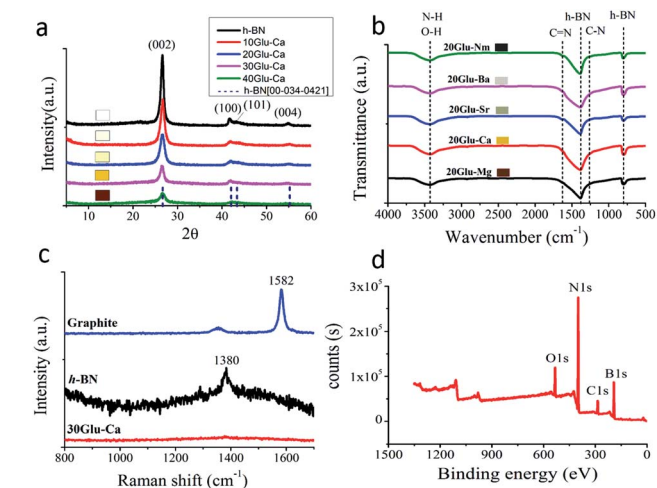 a
h-BN
10Glu-Ca
20Glu-Ca
30Glu-Ca
40Glu-Ca
h-BN[00-034-0421]
(002)
(100)
(101)
(004)
Intensity(a.u.)
10 20 30 40 50 60
2θ
b
N-H
O-H
C=N
h-BN
C-N
h-BN
20Glu-Nm
20Glu-Ba
20Glu-Sr
20Glu-Ca
20Glu-Mg
Transmittance(a.u.)
4000 3500 3000 2500 2000 1500 1000 500
Wavenumber (cm⁻¹)
c
1582
Graphite
1380
h-BN
30Glu-Ca
Intensity (a.u.)
800 1000 1200 1400 1600
Raman shift (cm⁻¹)
d
N1s
O1s
B1s
C1s
counts (s)
3x10⁵
2x10⁵
1x10⁵
0
1500 1200 900 600 300 0
Binding energy (eV)